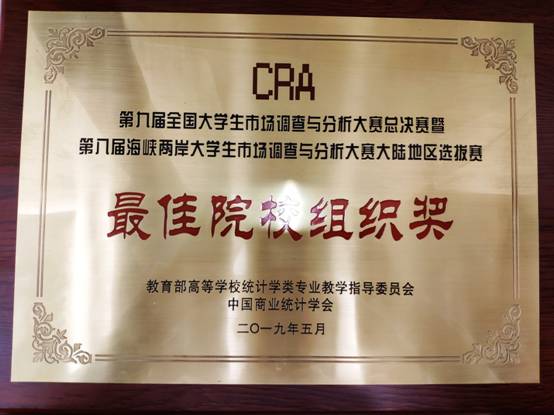 CRA
第九届全国大学生市场调查与分析大赛总决赛暨
第八届海峡两岸大学生市场调查与分析大赛大陆地区选拔赛
最佳院校组织奖
教育部高等学校统计学类专业教学指导委员会
中国商业统计学会
二〇一九年五月